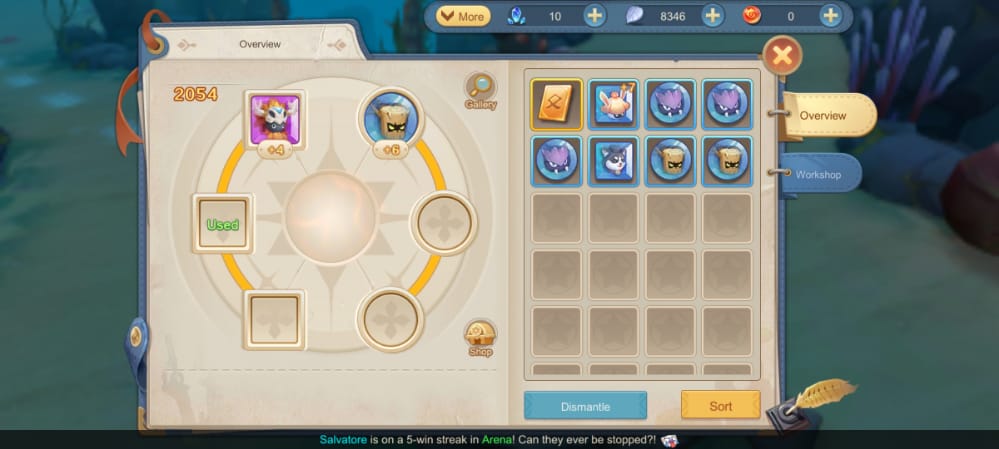 More
10
8346
0
Overview
2054
Gallery
+4
+6
Used
Shop
Overview
Workshop
Dismantle
Sort
Salvatore is on a 5-win streak in Arena! Can they ever be stopped?!